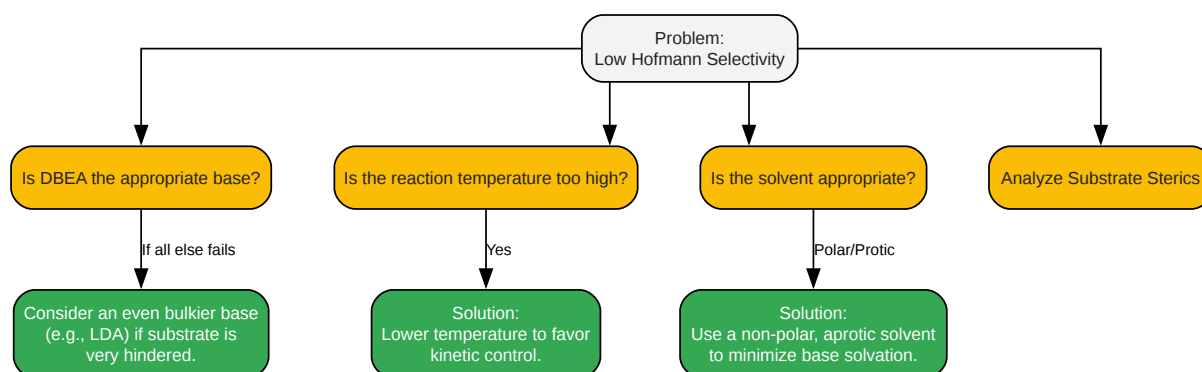 Problem:
Low Hofmann Selectivity
Is DBEA the appropriate base?
Is the reaction temperature too high?
Is the solvent appropriate?
Analyze Substrate Sterics
If all else fails
Yes
Polar/Protic
Consider an even bulkier base
(e.g., LDA) if substrate is
very hindered.
Solution:
Lower temperature to favor
kinetic control.
Solution:
Use a non-polar, aprotic solvent
to minimize base solvation.